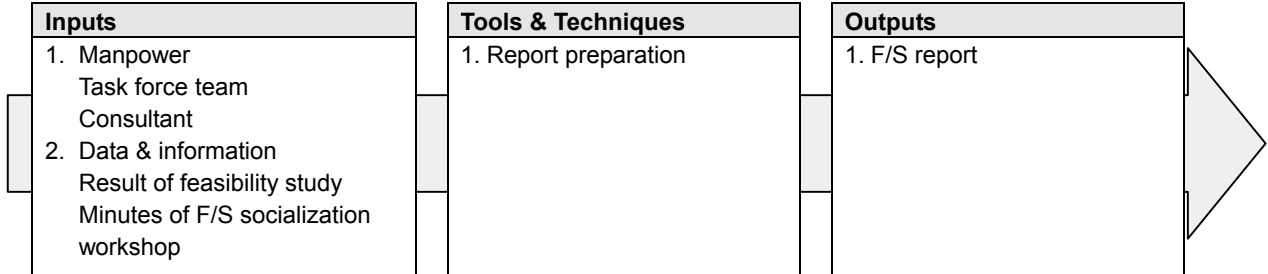 Inputs
1. Manpower
Task force team
Consultant
2. Data & information
Result of feasibility study
Minutes of F/S socialization
workshop
Tools & Techniques
1. Report preparation
Outputs
1. F/S report